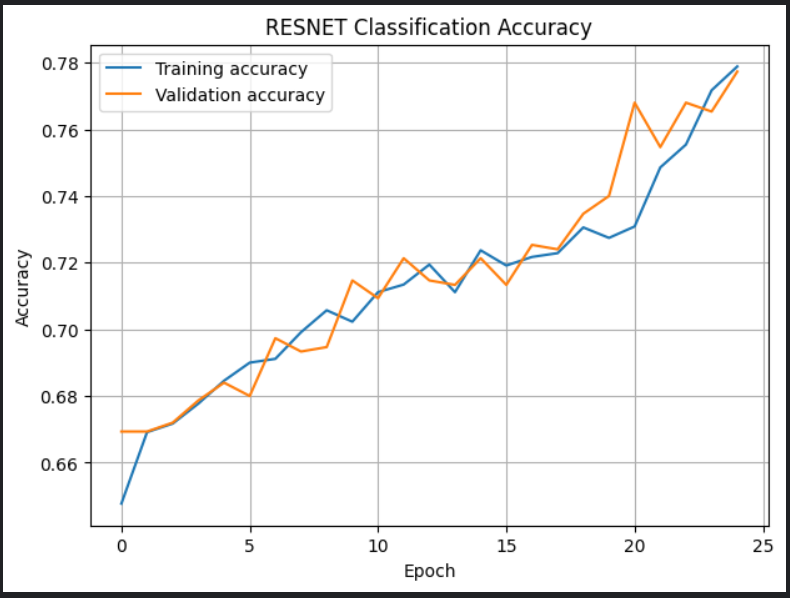 RESNET Classification Accuracy
Training accuracy
Validation accuracy
0.78
0.76
0.74
0.72
0.70
0.68
0.66
Accuracy
0 5 10 15 20 25
Epoch